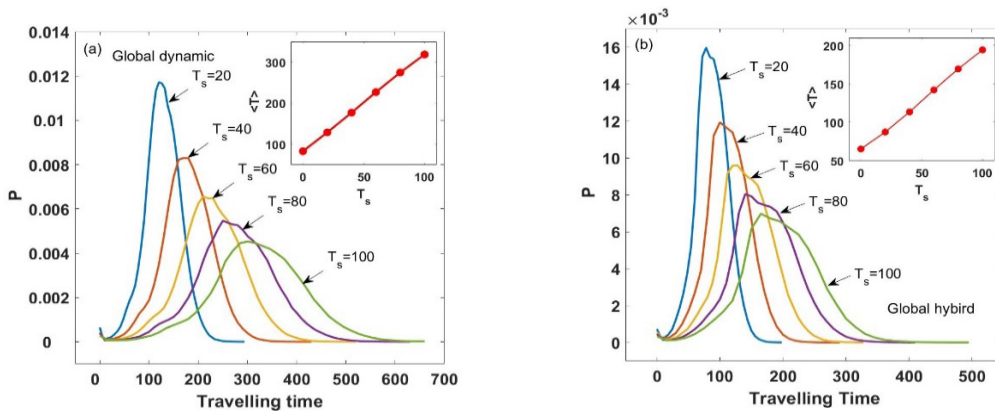 (a)
Global dynamic
T_s=20
T_s=40
T_s=60
T_s=80
T_s=100
0.014
0.012
0.01
0.008
0.006
0.004
0.002
0
P
0 100 200 300 400 500 600 700
Travelling time
400
300
200
100
<T>
0 50 100
T_s
×10⁻³
(b)
T_s=20
T_s=40
T_s=60
T_s=80
T_s=100
Global hybird
16
14
12
10
8
6
4
2
0
P
0 100 200 300 400 500
Travelling Time
200
150
100
50
<T>
0 50 100
T_s